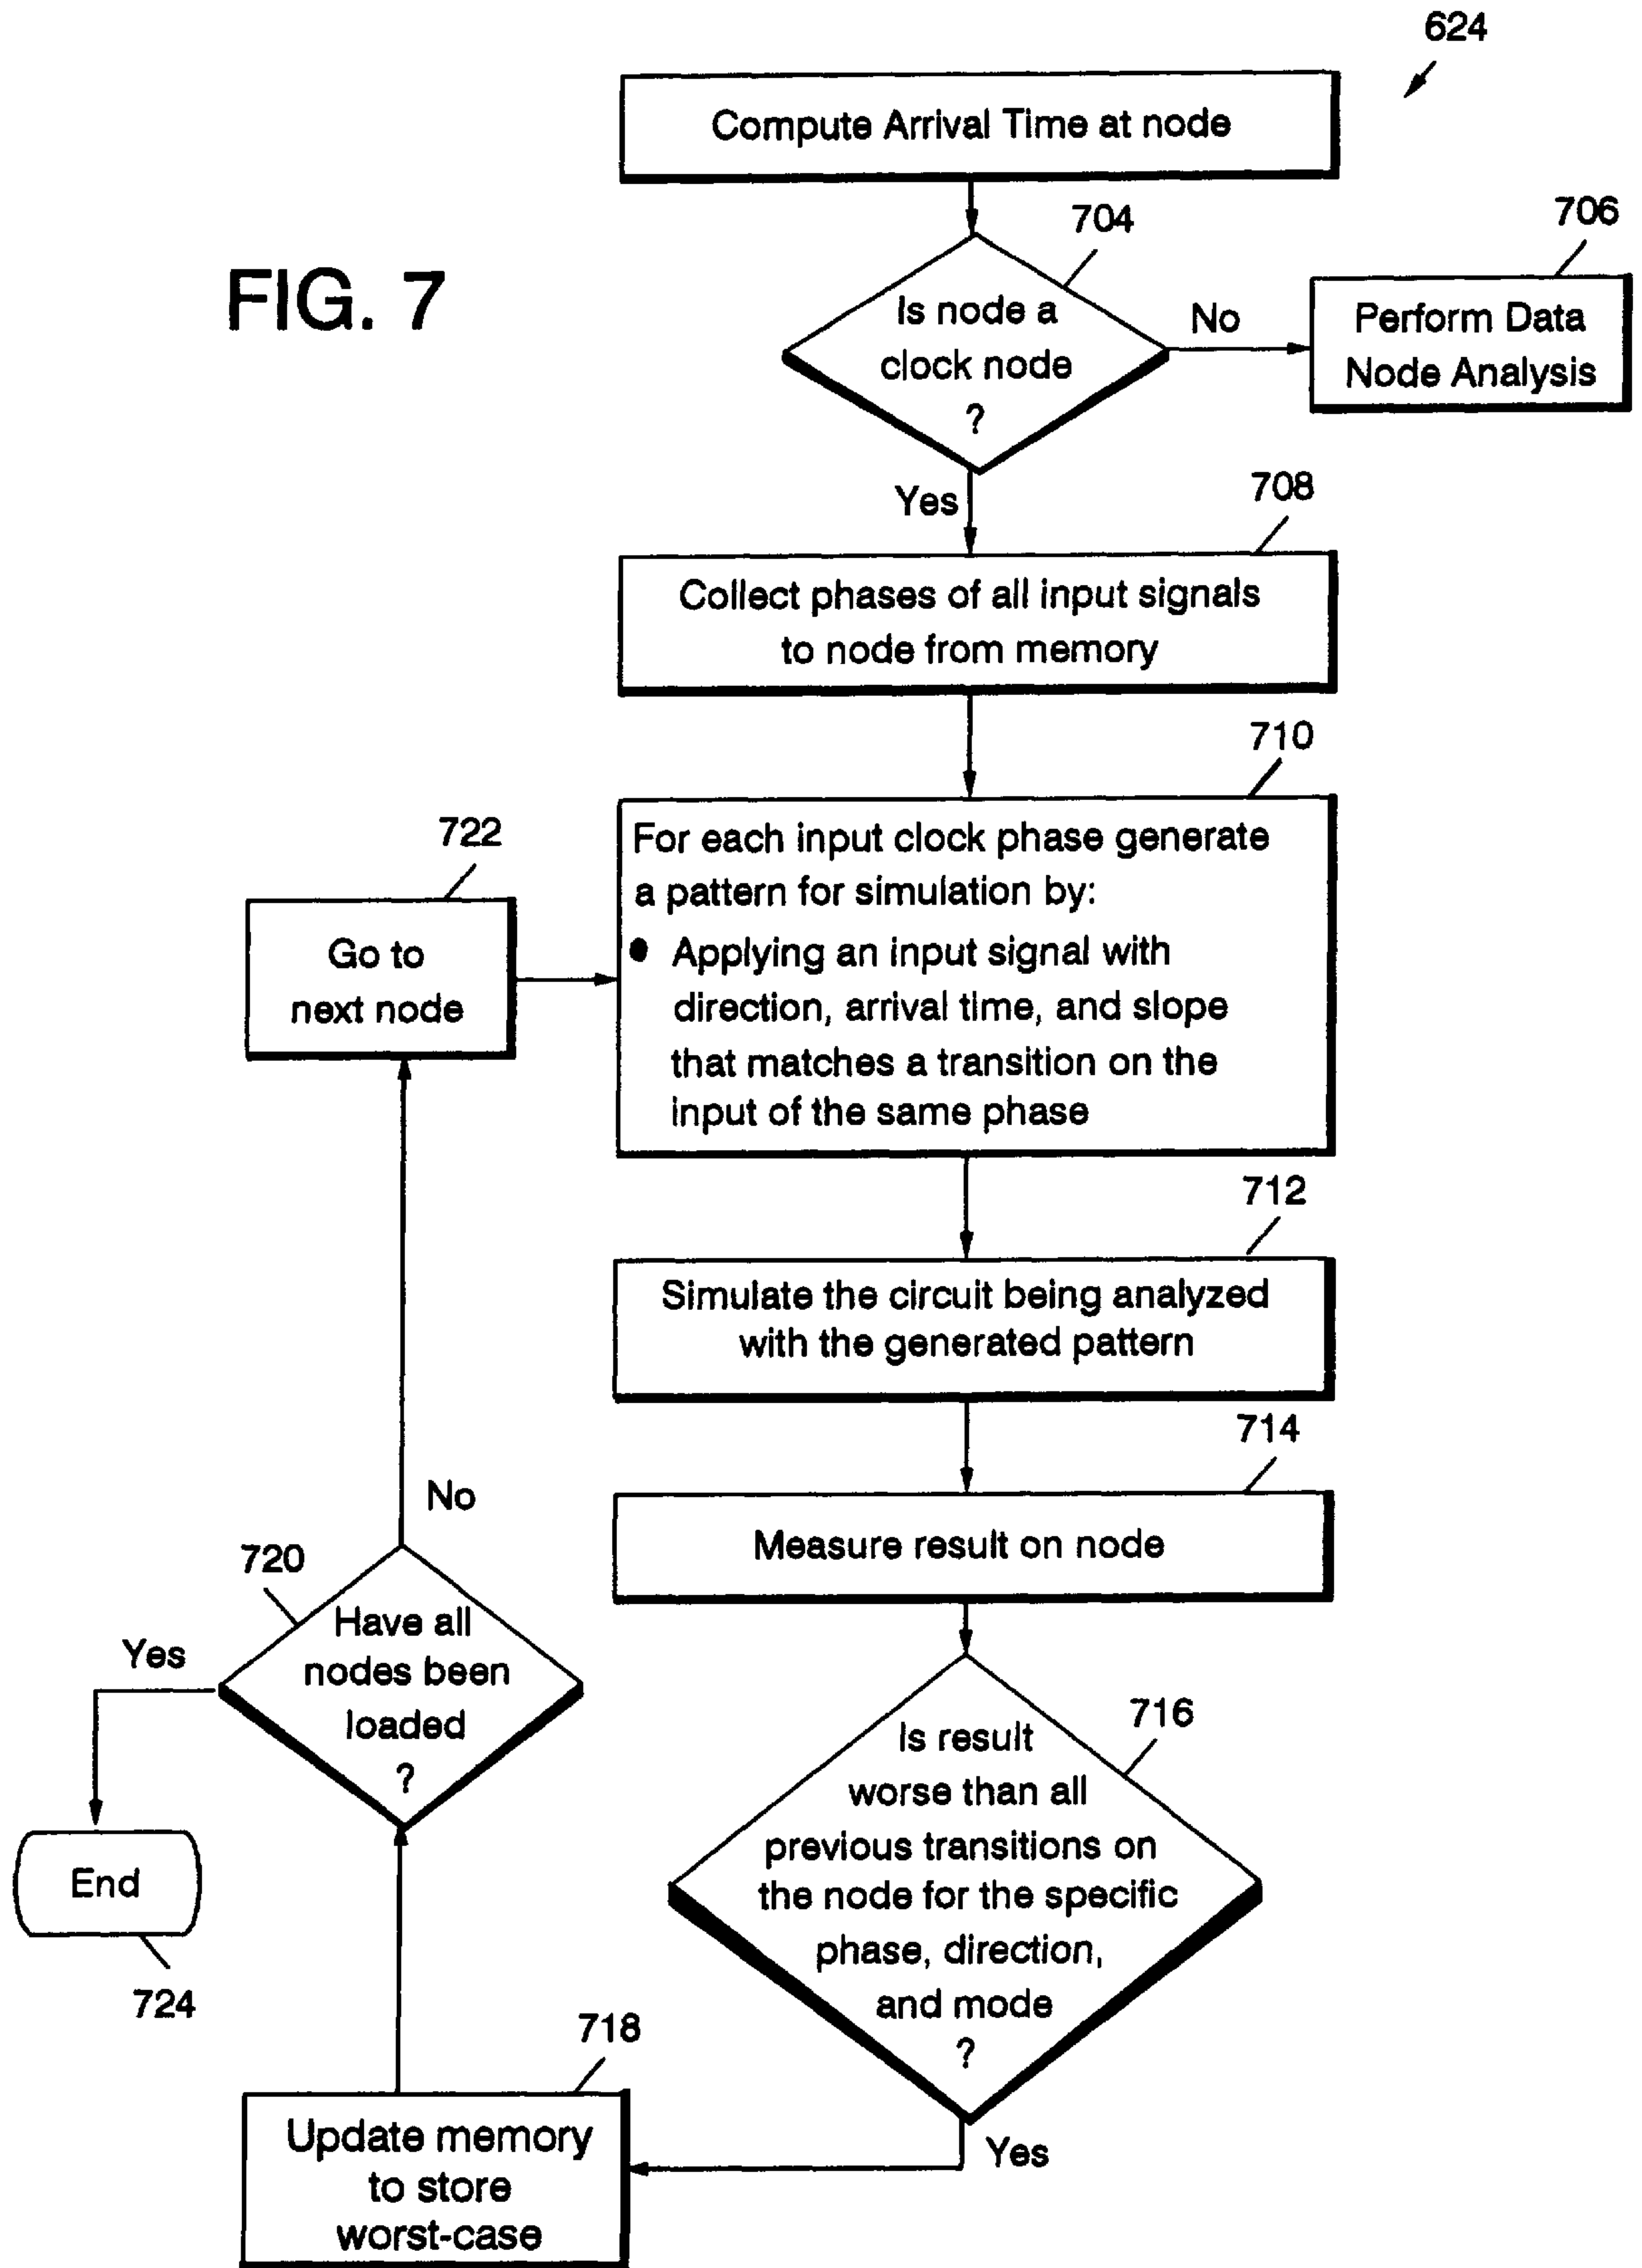 624
Compute Arrival Time at node
FIG. 7
704
Is node a
clock node
?
No
706
Perform Data
Node Analysis
Yes
708
Collect phases of all input signals
to node from memory
710
For each input clock phase generate
a pattern for simulation by:
● Applying an input signal with
direction, arrival time, and slope
that matches a transition on the
input of the same phase
722
Go to
next node
712
Simulate the circuit being analyzed
with the generated pattern
714
Measure result on node
No
720
Have all
nodes been
loaded
?
Yes
End
724
716
Is result
worse than all
previous transitions on
the node for the specific
phase, direction,
and mode
?
Yes
718
Update memory
to store
worst-case